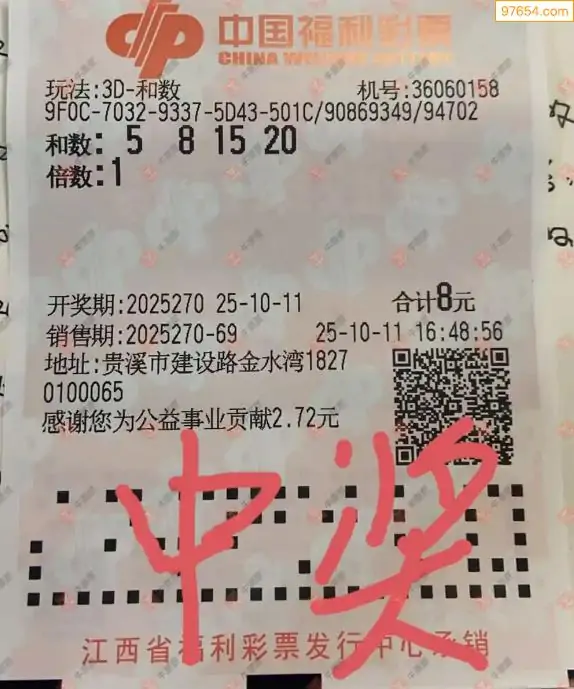 97654.com
中国福利彩票
CHINA WELFARE LOTTERY
玩法:3D-和数 机号:36060158
9F0C-7032-9337-5D43-501C/90869349/94702
和数: 5 8 15 20
倍数:1
开奖期:2025270 25-10-11 合计8元
销售期:2025270-69 25-10-11 16:48:56
地址:贵溪市建设路金水湾1827
0100065
感谢您为公益事业贡献2.72元
中奖
江西省福利彩票发行中心承销